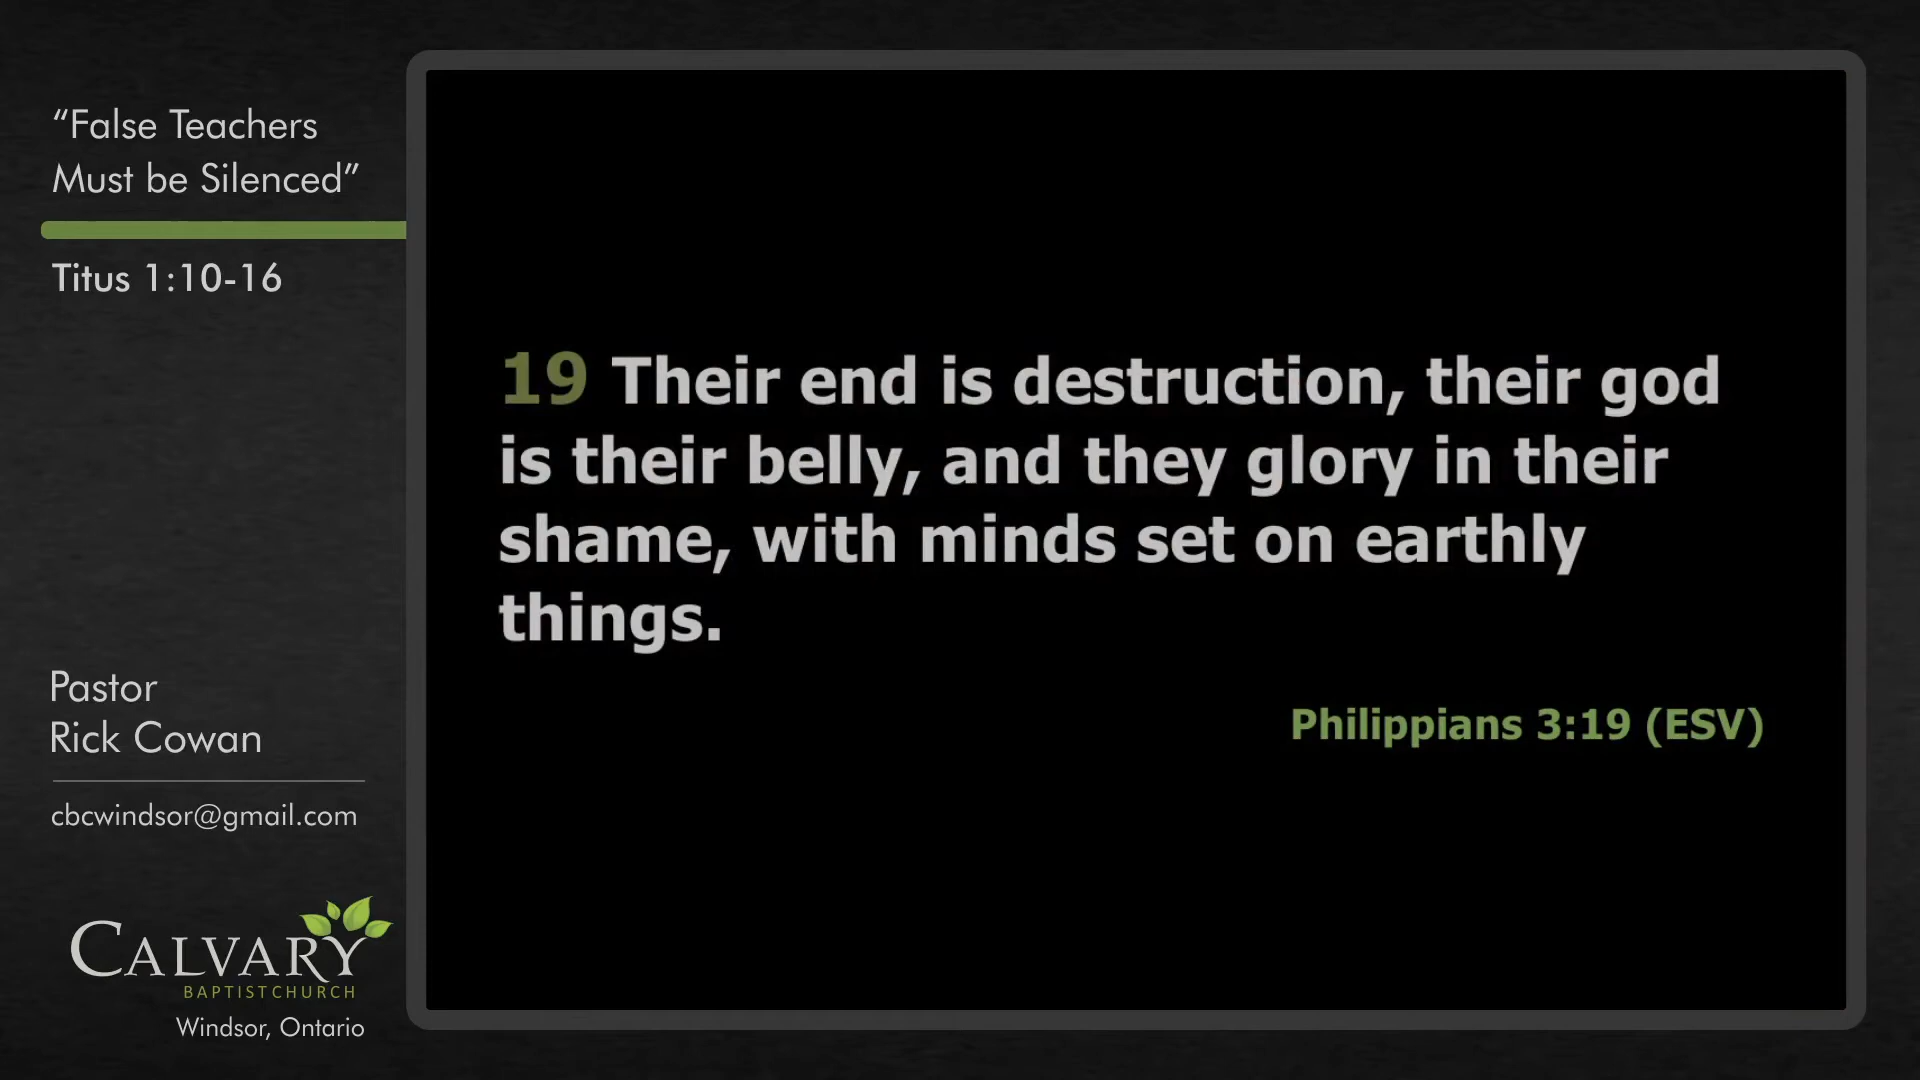 “False Teachers
Must be Silenced”
Titus 1:10-16
19 Their end is destruction, their god
is their belly, and they glory in their
shame, with minds set on earthly
things.
Philippians 3:19 (ESV)
Pastor
Rick Cowan
cbcwindsor@gmail.com
CALVARY
BAPTISTCHURCH
Windsor, Ontario